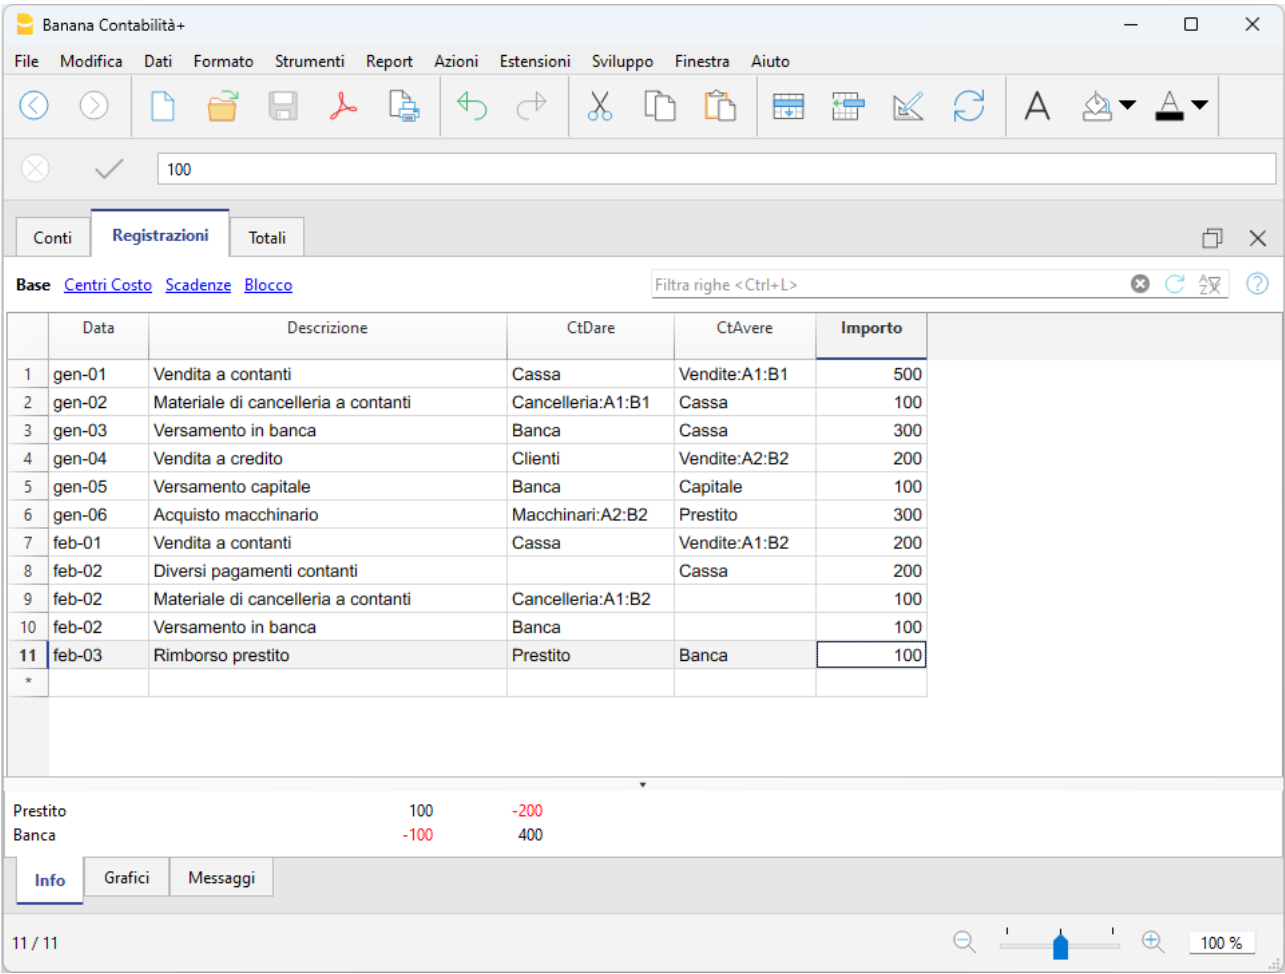 Banana Contabilità+
File Modifica Dati Formato Strumenti Report Azioni Estensioni Sviluppo Finestra Aiuto
A A
100
Conti Registrazioni Totali
Base Centri Costo Scadenze Blocco Filtra righe <Ctrl+L>
Data Descrizione CtDare CtAvere Importo
1 gen-01 Vendita a contanti Cassa Vendite:A1:B1 500
2 gen-02 Materiale di cancelleria a contanti Cancelleria:A1:B1 Cassa 100
3 gen-03 Versamento in banca Banca Cassa 300
4 gen-04 Vendita a credito Clienti Vendite:A2:B2 200
5 gen-05 Versamento capitale Banca Capitale 100
6 gen-06 Acquisto macchinario Macchinari:A2:B2 Prestito 300
7 feb-01 Vendita a contanti Cassa Vendite:A1:B2 200
8 feb-02 Diversi pagamenti contanti Cassa 200
9 feb-02 Materiale di cancelleria a contanti Cancelleria:A1:B2 100
10 feb-02 Versamento in banca Banca 100
11 feb-03 Rimborso prestito Prestito Banca 100
*
Prestito 100 -200
Banca -100 400
Info Grafici Messaggi
11 / 11 100 %